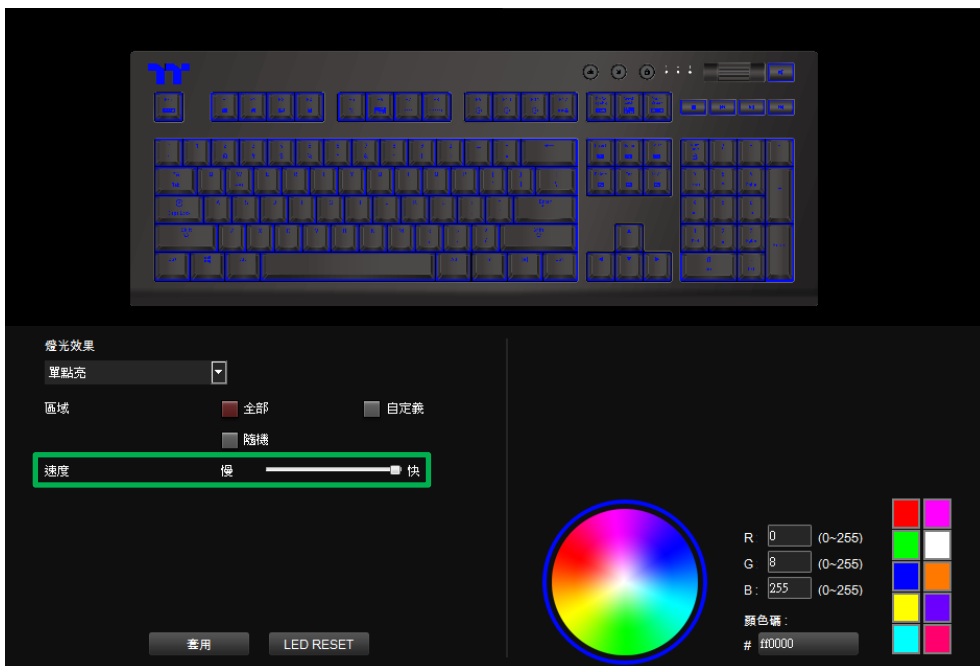 燈光效果
單點亮
區域 全部 自定義
隨機
速度 慢 快
R 0 (0~255)
G 8 (0~255)
B : 255 (0~255)
顏色碼 :
# ff0000
套用 LED RESET